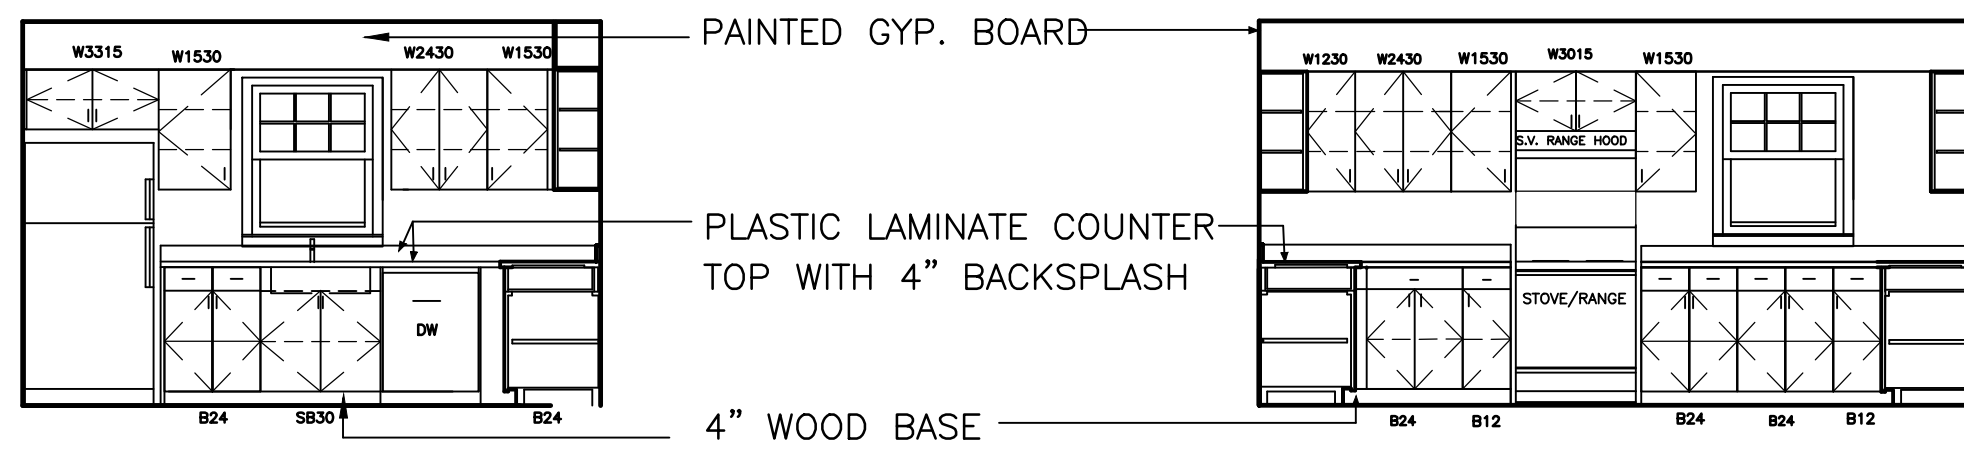 PAINTED GYP. BOARD
W3315 W1530 W2430 W1530
W1230 W2430 W1530 W3015 W1530
S.V. RANGE HOOD
PLASTIC LAMINATE COUNTER
TOP WITH 4” BACKSPLASH
STOVE/RANGE
DW
B24 SB30 B24
4” WOOD BASE
B24 B12 B24 B24 B12